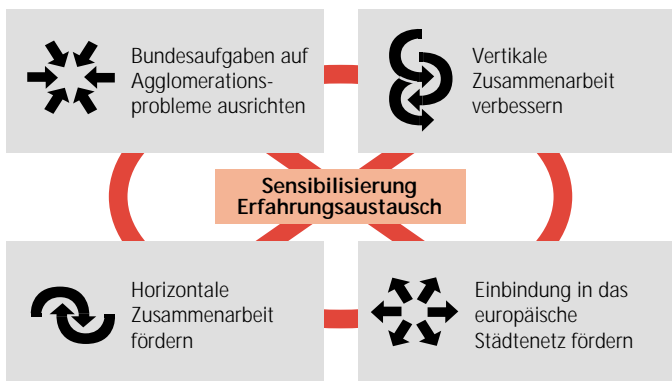 Bundesaufgaben auf
Agglomerations-
probleme ausrichten
Vertikale
Zusammenarbeit
verbessern
Sensibilisierung
Erfahrungsaustausch
Horizontale
Zusammenarbeit
fördern
Einbindung in das
europäische
Städtenetz fördern